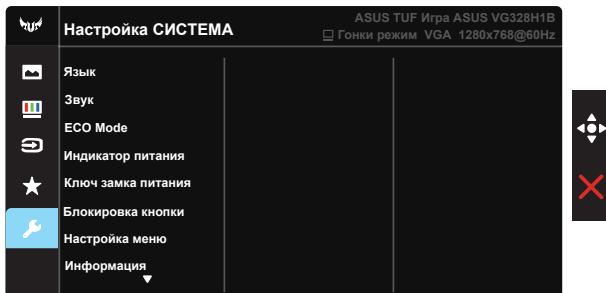 ASUS TUF Игра ASUS VG328H1B
Настройка СИСТЕМА
Гонки режим VGA 1280x768@60Hz
Язык
Звук
ECO Mode
Индикатор питания
Ключ замка питания
Блокировка кнопки
Настройка меню
Информация